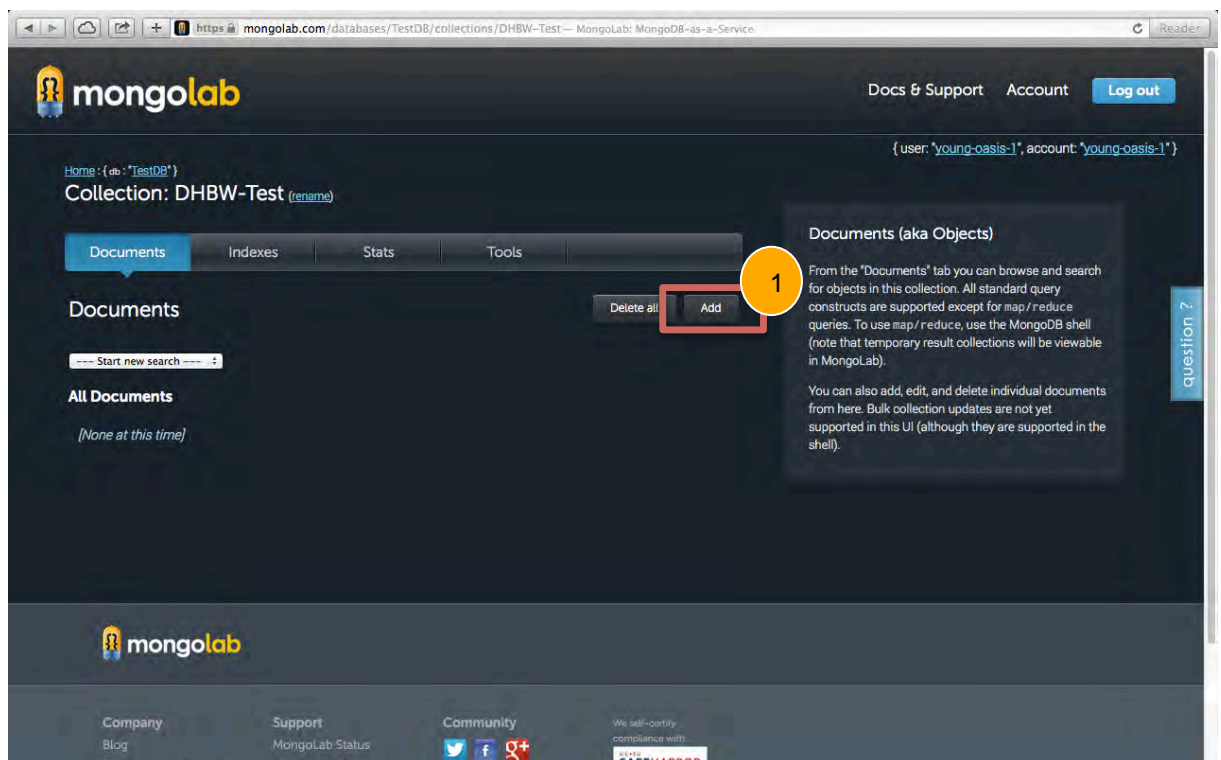 https mongolab.com/databases/TestDB/collections/DHBW-Test — MongoLab: MongoDB-as-a-Service
Reader
mongolab
Docs & Support Account Log out
{ user: "young-oasis-1", account: "young-oasis-1" }
Home : { db : "TestDB" }
Collection: DHBW-Test (rename)
Documents Indexes Stats Tools
Documents
Delete all Add
1
--- Start new search ---
All Documents
[None at this time]
Documents (aka Objects)
From the "Documents" tab you can browse and search
for objects in this collection. All standard query
constructs are supported except for map/reduce
queries. To use map/reduce, use the MongoDB shell
(note that temporary result collections will be viewable
in MongoLab).
You can also add, edit, and delete individual documents
from here. Bulk collection updates are not yet
supported in this UI (although they are supported in the
shell).
question ?
mongolab
Company
Blog
Support
MongoLab Status
Community
We self-certify
compliance with:
U.S.-EU
SAFEHARBOR